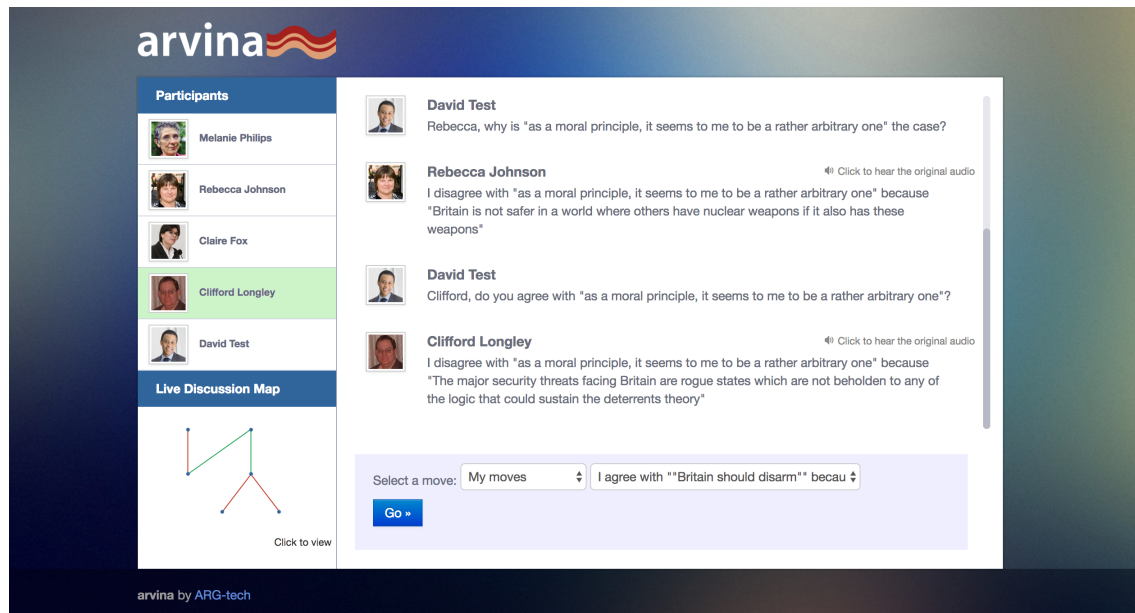 arvina
Participants
Melanie Philips
Rebecca Johnson
Claire Fox
Clifford Longley
David Test
Live Discussion Map
Click to view
David Test
Rebecca, why is "as a moral principle, it seems to me to be a rather arbitrary one" the case?
Rebecca Johnson
Click to hear the original audio
I disagree with "as a moral principle, it seems to me to be a rather arbitrary one" because
"Britain is not safer in a world where others have nuclear weapons if it also has these
weapons"
David Test
Clifford, do you agree with "as a moral principle, it seems to me to be a rather arbitrary one"?
Clifford Longley
Click to hear the original audio
I disagree with "as a moral principle, it seems to me to be a rather arbitrary one" because
"The major security threats facing Britain are rogue states which are not beholden to any of
the logic that could sustain the deterrents theory"
Select a move: My moves I agree with ""Britain should disarm"" becau
Go »
arvina by ARG-tech